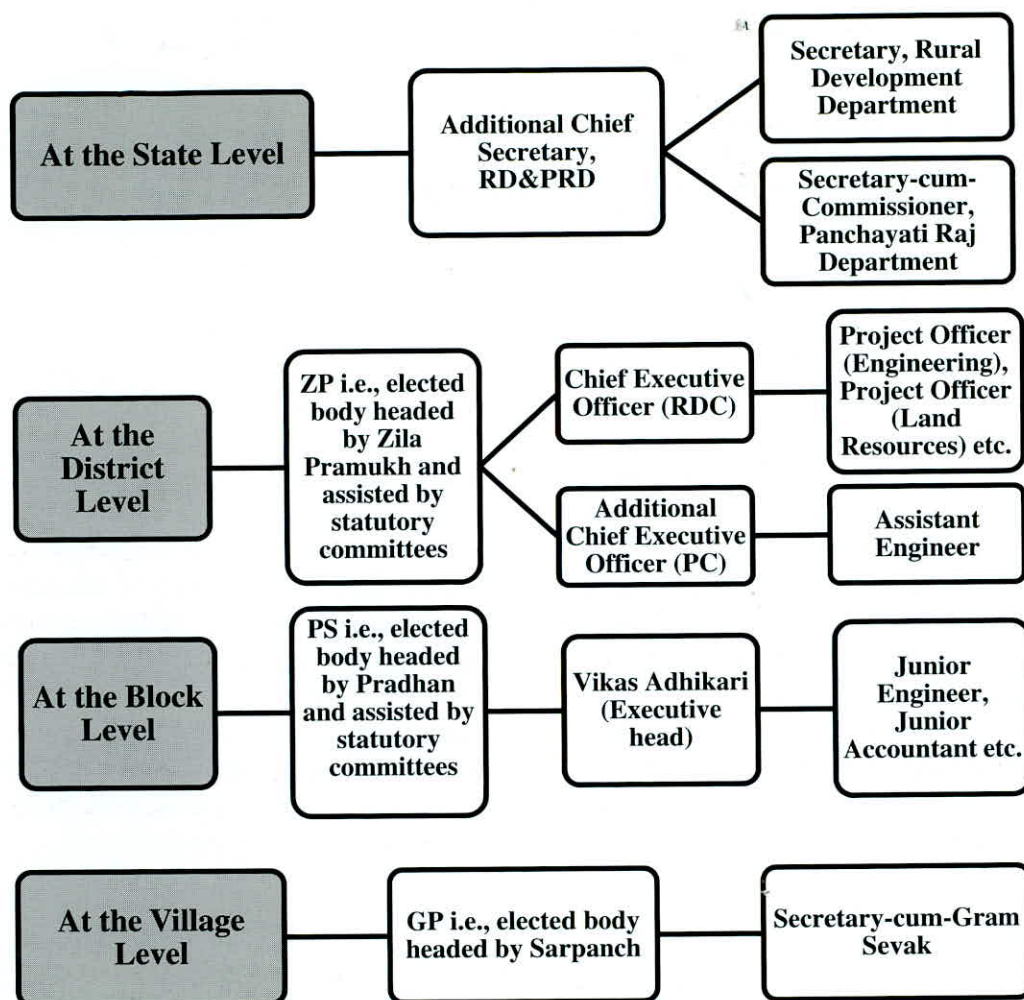 At the State Level
Additional Chief
Secretary,
RD&PRD
Secretary, Rural
Development
Department
Secretary-cum-
Commissioner,
Panchayati Raj
Department
At the
District
Level
ZP i.e., elected
body headed
by Zila
Pramukh and
assisted by
statutory
committees
Chief Executive
Officer (RDC)
Project Officer
(Engineering),
Project Officer
(Land
Resources) etc.
Additional
Chief Executive
Officer (PC)
Assistant
Engineer
At the Block
Level
PS i.e., elected
body headed
by Pradhan
and assisted by
statutory
committees
Vikas Adhikari
(Executive
head)
Junior
Engineer,
Junior
Accountant etc.
At the Village
Level
GP i.e., elected body
headed by Sarpanch
Secretary-cum-Gram
Sevak